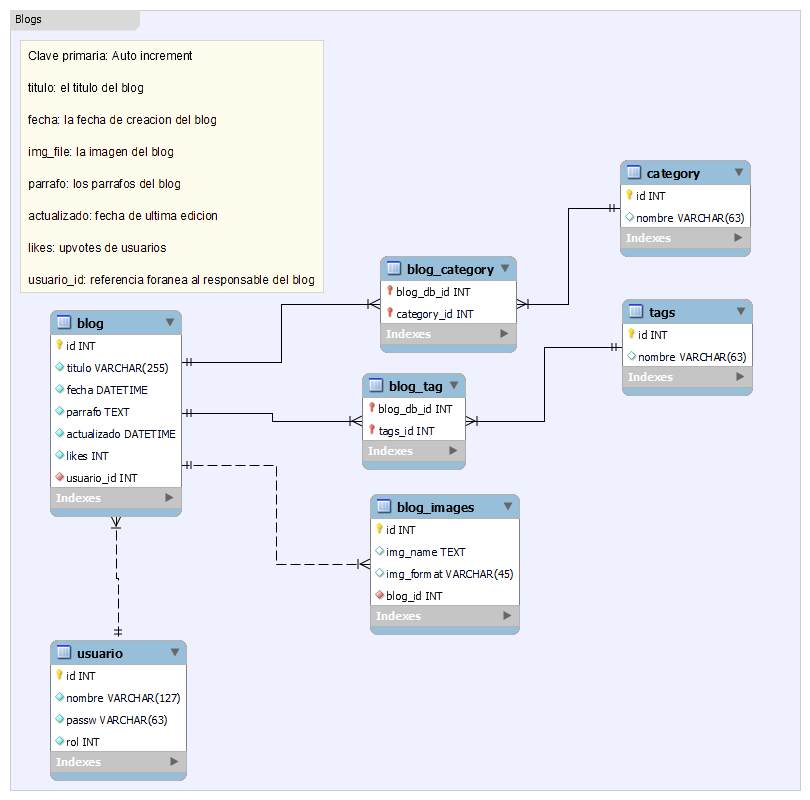 Blogs
Clave primaria: Auto increment
titulo: el titulo del blog
fecha: la fecha de creacion del blog
img_file: la imagen del blog
parrafo: los parrafos del blog
actualizado: fecha de ultima edicion
likes: upvotes de usuarios
usuario_id: referencia foranea al responsable del blog
category
id INT
nombre VARCHAR(63)
Indexes
blog_category
blog_db_id INT
category_id INT
Indexes
tags
id INT
nombre VARCHAR(63)
Indexes
blog
id INT
titulo VARCHAR(255)
fecha DATETIME
parrafo TEXT
actualizado DATETIME
likes INT
usuario_id INT
Indexes
blog_tag
blog_db_id INT
tags_id INT
Indexes
blog_images
id INT
img_name TEXT
img_format VARCHAR(45)
blog_id INT
Indexes
usuario
id INT
nombre VARCHAR(127)
passw VARCHAR(63)
rol INT
Indexes